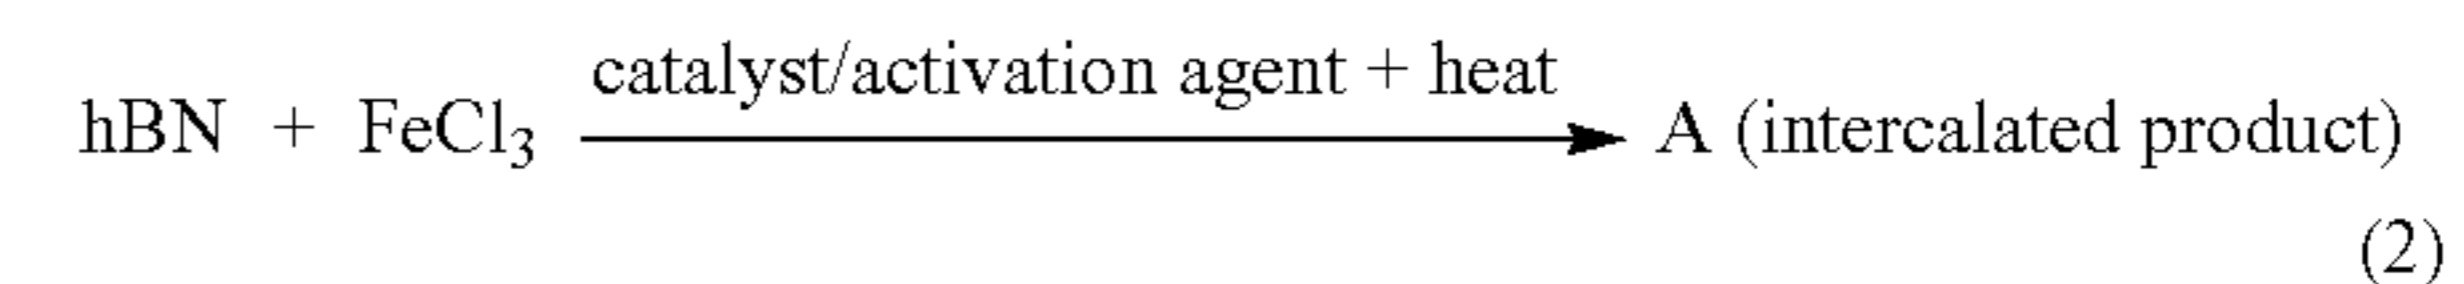 catalyst/activation agent + heat
hBN + FeCl₃ ⟶ A (intercalated product)
(2)